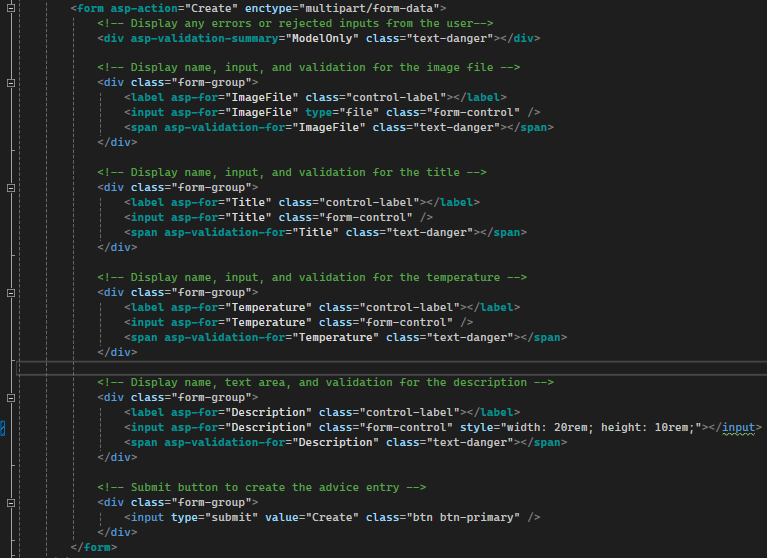 <form asp-action="Create" enctype="multipart/form-data">
<!-- Display any errors or rejected inputs from the user-->
<div asp-validation-summary="ModelOnly" class="text-danger"></div>
<!-- Display name, input, and validation for the image file -->
<div class="form-group">
<label asp-for="ImageFile" class="control-label"></label>
<input asp-for="ImageFile" type="file" class="form-control" />
<span asp-validation-for="ImageFile" class="text-danger"></span>
</div>
<!-- Display name, input, and validation for the title -->
<div class="form-group">
<label asp-for="Title" class="control-label"></label>
<input asp-for="Title" class="form-control" />
<span asp-validation-for="Title" class="text-danger"></span>
</div>
<!-- Display name, input, and validation for the temperature -->
<div class="form-group">
<label asp-for="Temperature" class="control-label"></label>
<input asp-for="Temperature" class="form-control" />
<span asp-validation-for="Temperature" class="text-danger"></span>
</div>
<!-- Display name, text area, and validation for the description -->
<div class="form-group">
<label asp-for="Description" class="control-label"></label>
<input asp-for="Description" class="form-control" style="width: 20rem; height: 10rem;"></input>
<span asp-validation-for="Description" class="text-danger"></span>
</div>
<!-- Submit button to create the advice entry -->
<div class="form-group">
<input type="submit" value="Create" class="btn btn-primary" />
</div>
</form>